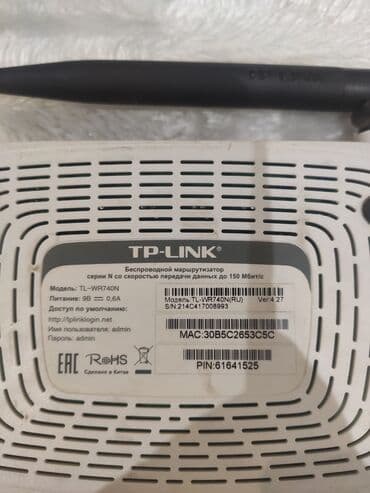 TP-LINK
Беспроводной маршрутизатор
серии N со скоростью передачи данных до 150 Мбит/с
Модель: TL-WR740N
Питание: 9В 0,6А
Доступ по умолчанию:
http://tplinklogin.net
Имя пользователя: admin
Пароль: admin
Модель: TL-WR740N(RU) Ver:4.27
S/N:214C417006993
MAC:30B5C2653C5C
PIN:61641525
EAC RoHS
Сделано в Китае